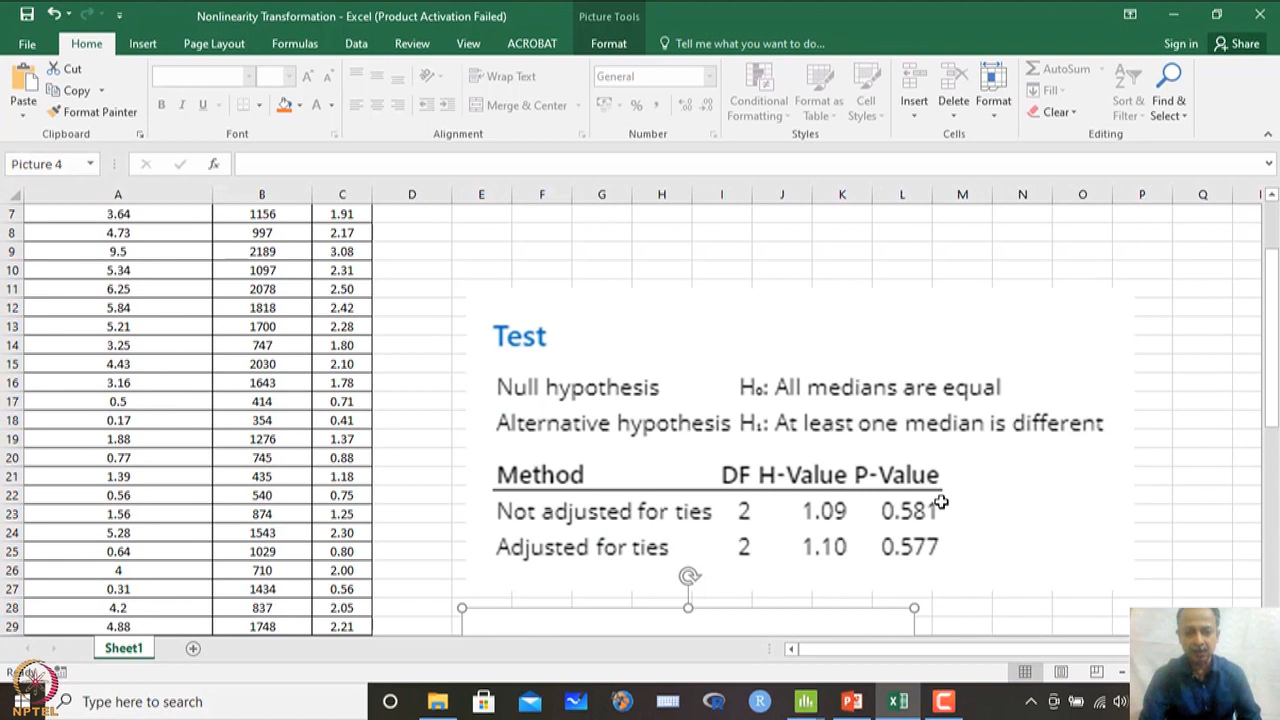 Nonlinearity Transformation - Excel (Product Activation Failed)
Picture Tools
File Home Insert Page Layout Formulas Data Review View ACROBAT Format Tell me what you want to do... Sign in Share
Paste
Cut
Copy
Format Painter
Clipboard
B I U
A A
Font
Wrap Text
Merge & Center
Alignment
General
%
Number
Conditional Formatting
Format as Table
Cell Styles
Styles
Insert
Delete
Format
Cells
AutoSum
Fill
Clear
Sort & Filter
Find & Select
Editing
Picture 4
fx
A B C D E F G H I J K L M N O P Q
7 3.64 1156 1.91
8 4.73 997 2.17
9 9.5 2189 3.08
10 5.34 1097 2.31
11 6.25 2078 2.50
12 5.84 1818 2.42
13 5.21 1700 2.28
14 3.25 747 1.80
15 4.43 2030 2.10
16 3.16 1643 1.78
17 0.5 414 0.71
18 0.17 354 0.41
19 1.88 1276 1.37
20 0.77 745 0.88
21 1.39 435 1.18
22 0.56 540 0.75
23 1.56 874 1.25
24 5.28 1543 2.30
25 0.64 1029 0.80
26 4 710 2.00
27 0.31 1434 0.56
28 4.2 837 2.05
29 4.88 1748 2.21
Test
Null hypothesis H₀: All medians are equal
Alternative hypothesis H₁: At least one median is different
Method DF H-Value P-Value
Not adjusted for ties 2 1.09 0.581
Adjusted for ties 2 1.10 0.577
Sheet1
NPTEL
Type here to search